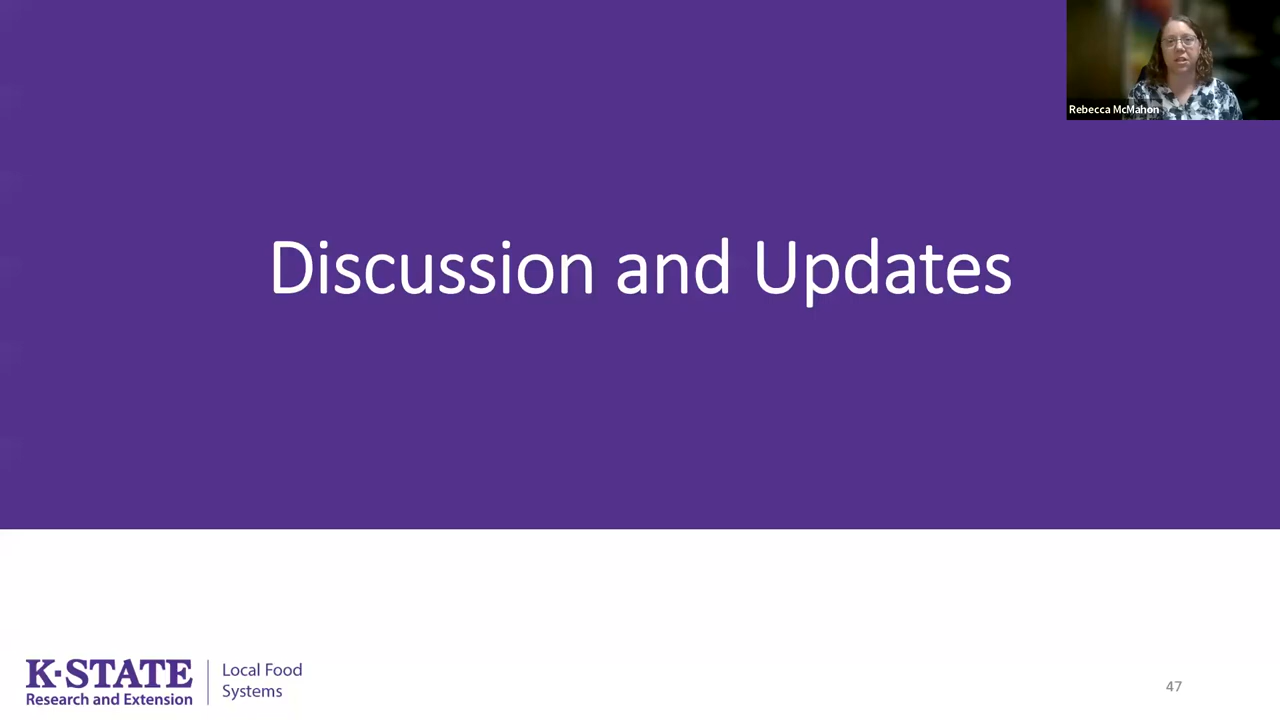 Rebecca McMahon
Discussion and Updates
K·STATE
Research and Extension
Local Food
Systems
47